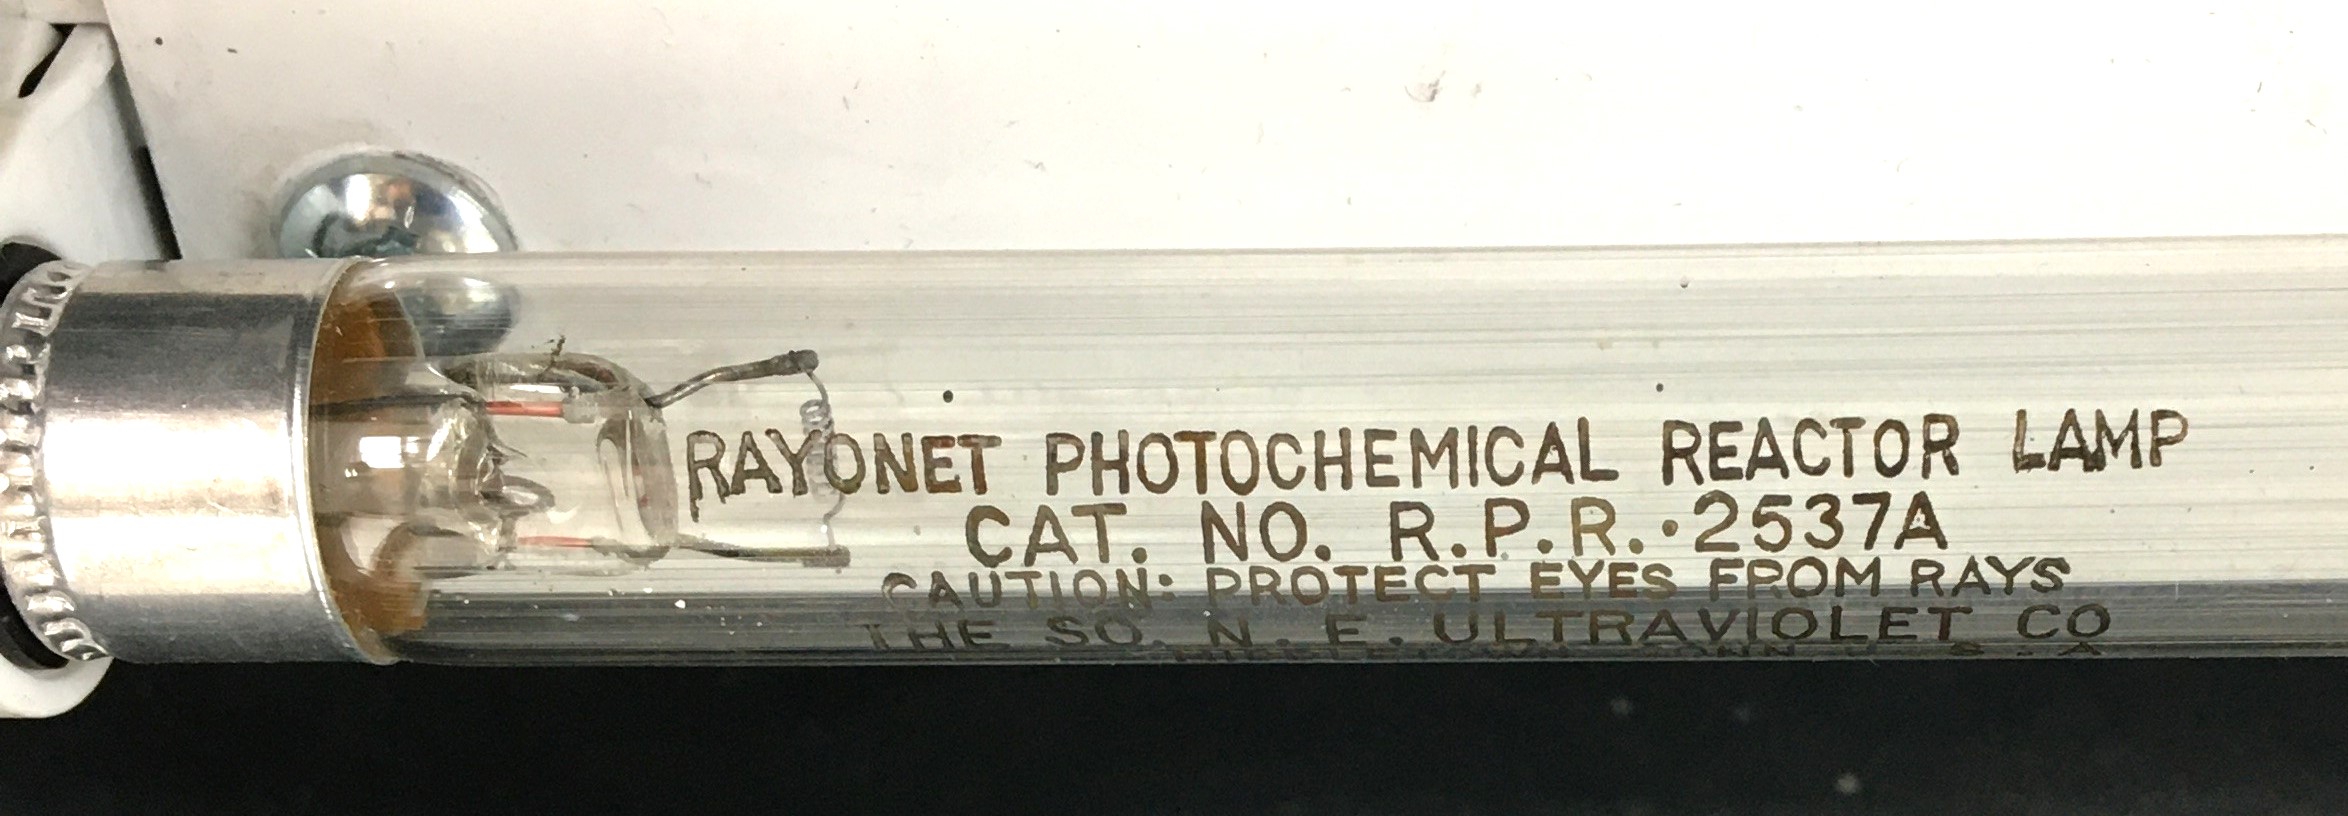 RAYONET PHOTOCHEMICAL REACTOR LAMP
CAT. NO. R.P.R.·2537A
CAUTION: PROTECT EYES FROM RAYS
THE SO. N. E. ULTRAVIOLET CO